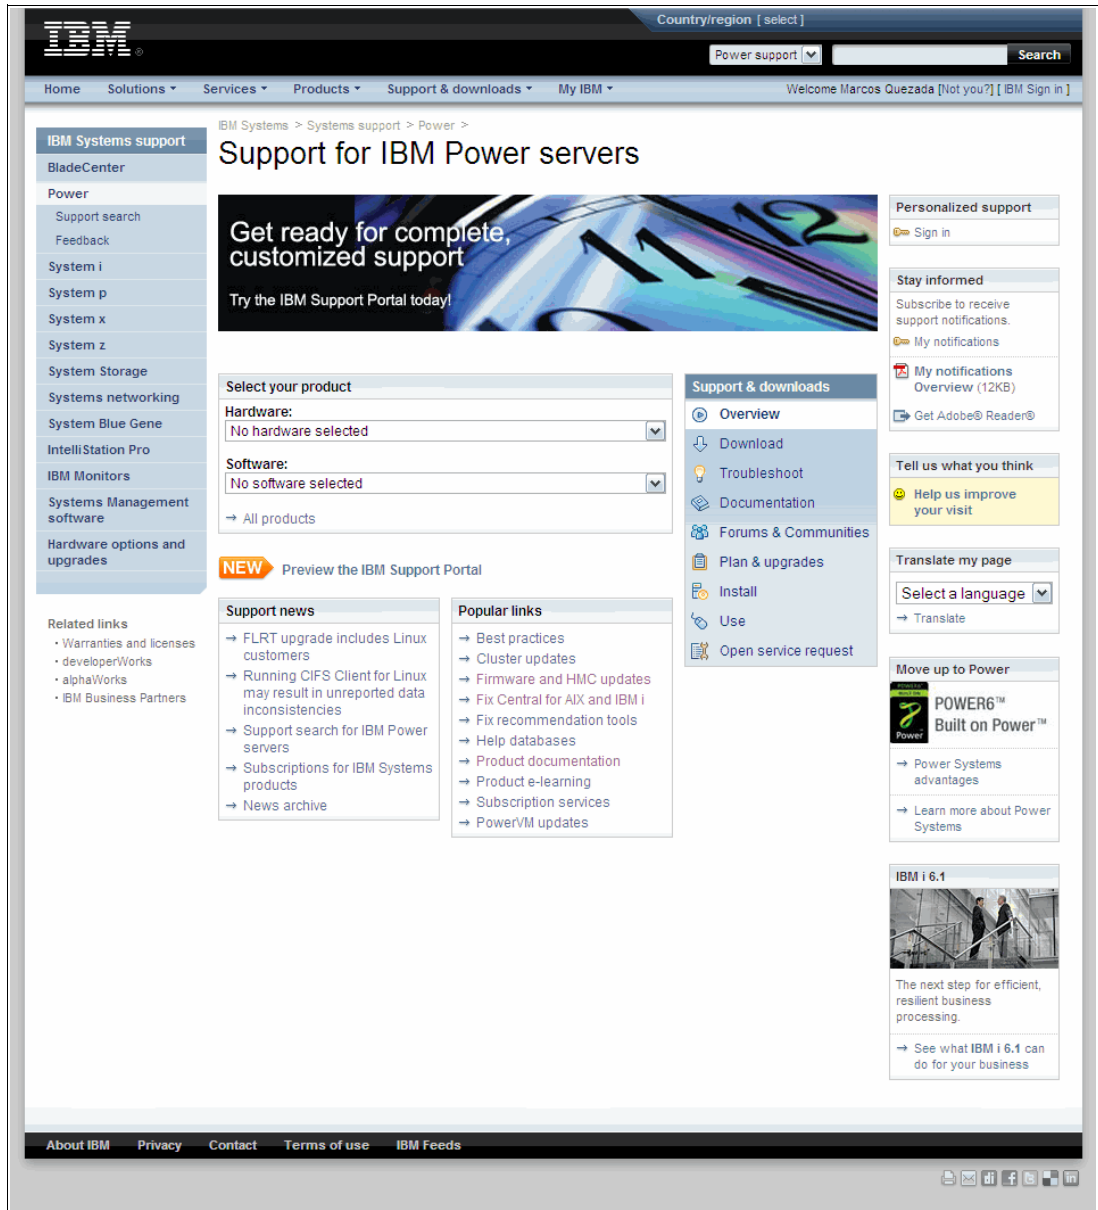 Country/region [ select ]
IBM ®
Power support
Search
Home Solutions Services Products Support & downloads My IBM Welcome Marcos Quezada [Not you?] [ IBM Sign in ]
IBM Systems > Systems support > Power >
Support for IBM Power servers
IBM Systems support
BladeCenter
Power
Support search
Feedback
System i
System p
System x
System z
System Storage
Systems networking
System Blue Gene
IntelliStation Pro
IBM Monitors
Systems Management
software
Hardware options and
upgrades
Related links
• Warranties and licenses
• developerWorks
• alphaWorks
• IBM Business Partners
Get ready for complete,
customized support
Try the IBM Support Portal today!
11 12
10
Select your product
Hardware:
No hardware selected
Software:
No software selected
→ All products
NEW Preview the IBM Support Portal
Support news
→ FLRT upgrade includes Linux
customers
→ Running CIFS Client for Linux
may result in unreported data
inconsistencies
→ Support search for IBM Power
servers
→ Subscriptions for IBM Systems
products
→ News archive
Popular links
→ Best practices
→ Cluster updates
→ Firmware and HMC updates
→ Fix Central for AIX and IBM i
→ Fix recommendation tools
→ Help databases
→ Product documentation
→ Product e-learning
→ Subscription services
→ PowerVM updates
Support & downloads
Overview
Download
Troubleshoot
Documentation
Forums & Communities
Plan & upgrades
Install
Use
Open service request
Personalized support
Sign in
Stay informed
Subscribe to receive
support notifications.
My notifications
My notifications
Overview (12KB)
Get Adobe® Reader®
Tell us what you think
Help us improve
your visit
Translate my page
Select a language
→ Translate
Move up to Power
Power
POWER6™
Built on Power™
→ Power Systems
advantages
→ Learn more about Power
Systems
IBM i 6.1
The next step for efficient,
resilient business
processing.
→ See what IBM i 6.1 can
do for your business
About IBM Privacy Contact Terms of use IBM Feeds